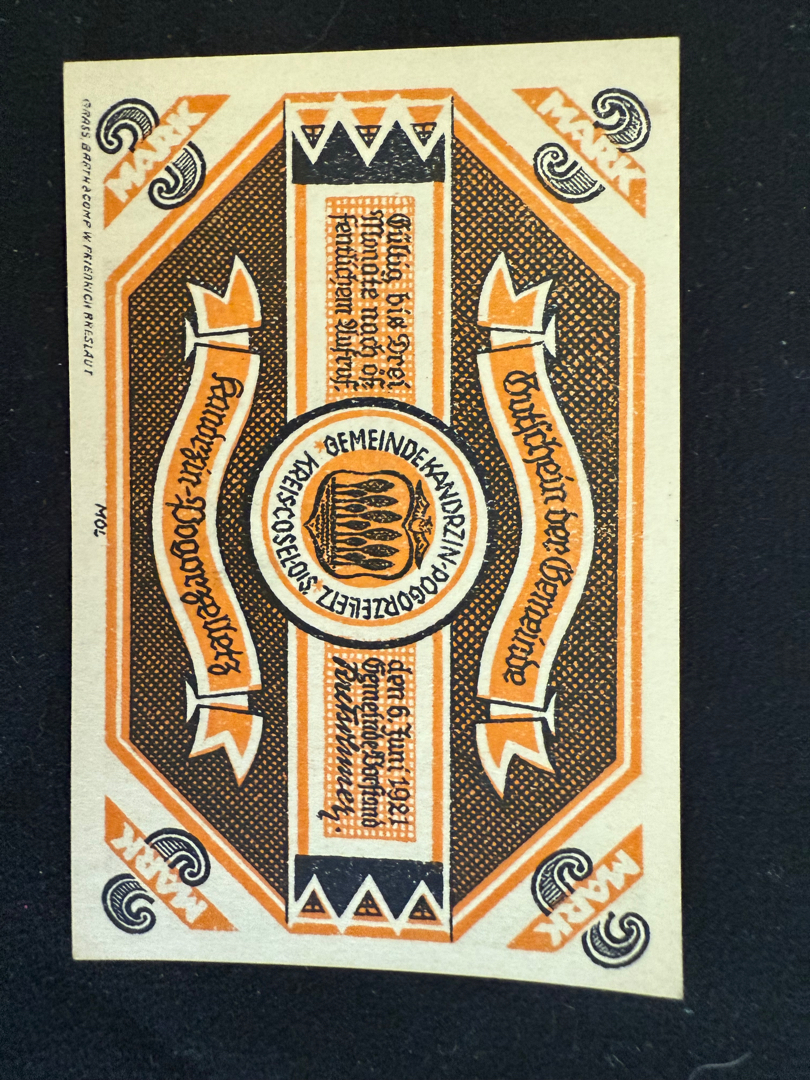 MARK
MARK
Gutschein der Gemeinde
Gültig bis Drei
Monate nach öf-
fentlichem Aufruf.
GEMEINDE KANDRZIN-POGORZELLETZ
KREIS COSEL O/S
den 6. Juni 1921
Gemeinde Vorstand
Kandrzin-Pogorzelletz
MARK
MARK
GRASS, BARTH & COMP W FRIEDRICH BRESLAU I
MOL